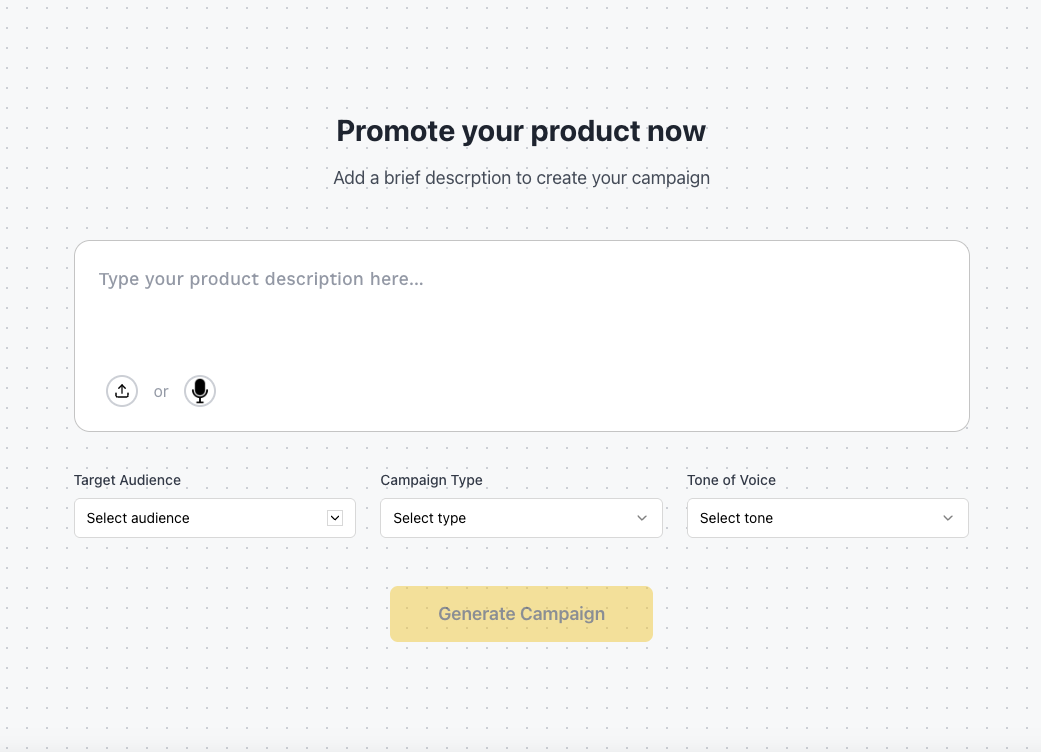 Promote your product now
Add a brief descrption to create your campaign
Type your product description here...
or
Target Audience
Campaign Type
Tone of Voice
Select audience
Select type
Select tone
Generate Campaign